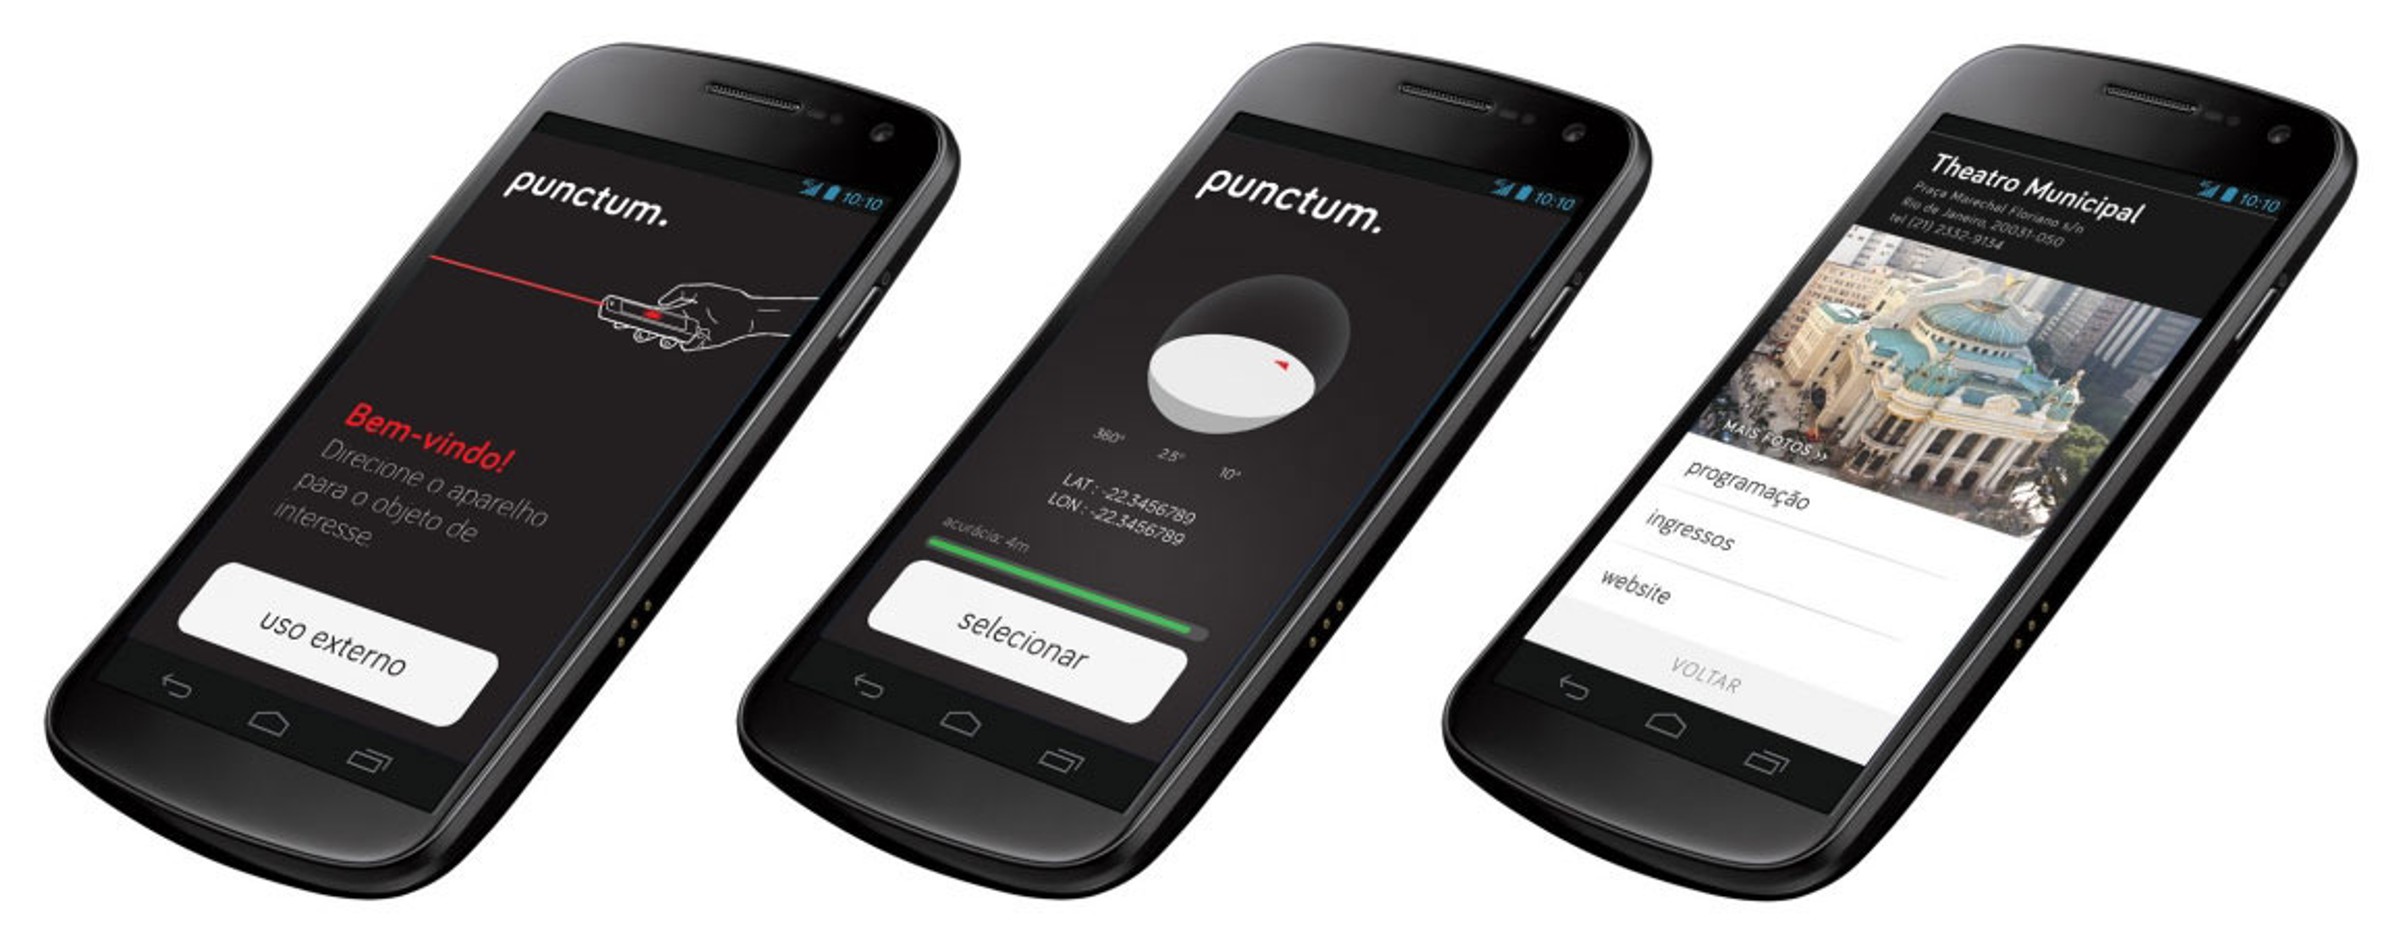 10:10
punctum.
Bem-vindo!
Direcione o aparelho
para o objeto de
interesse.
uso externo
10:10
punctum.
360°
2.5°
10°
LAT : -22.3456789
LON : -22.3456789
acurácia: 4m
selecionar
10:10
Theatro Municipal
Praça Marechal Floriano s/n
Rio de Janeiro, 20031-050
tel (21) 2332-9134
MAIS FOTOS >>
programação
ingressos
website
VOLTAR